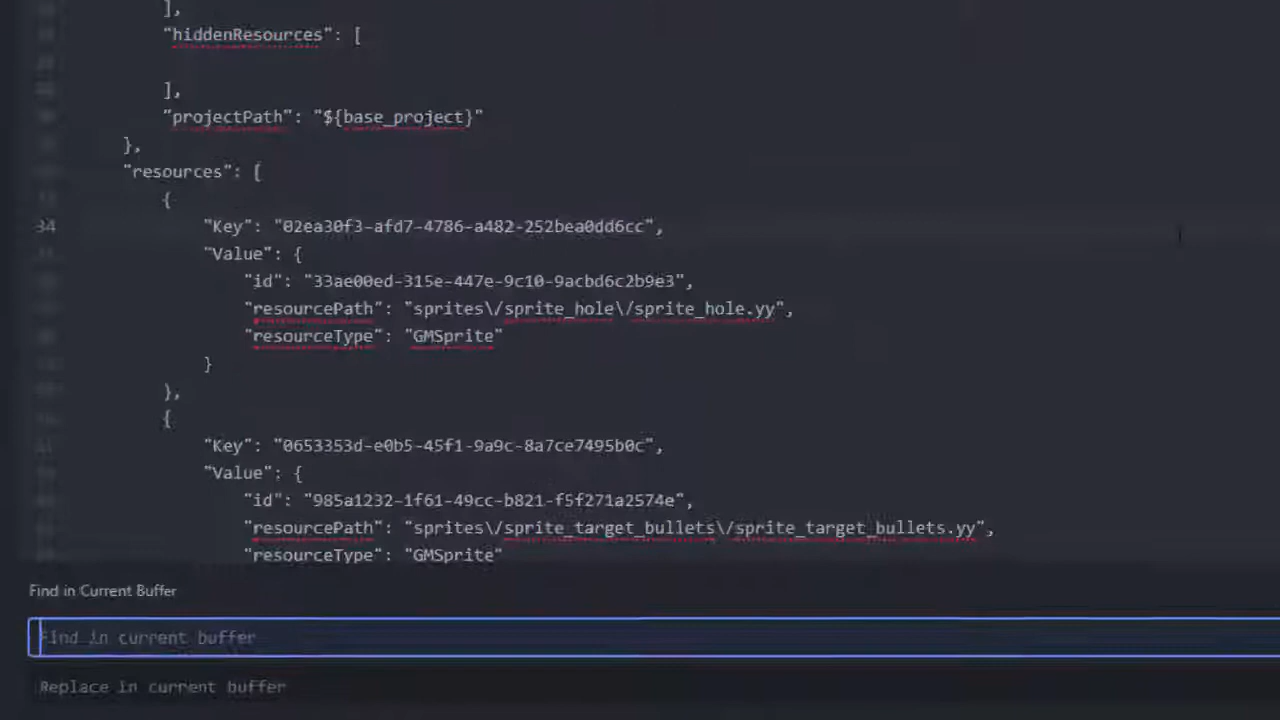 ],
"hiddenResources": [
],
"projectPath": "${base_project}"
},
"resources": [
{
34 "Key": "02ea30f3-afd7-4786-a482-252bea0dd6cc",
"Value": {
"id": "33ae00ed-315e-447e-9c10-9acbd6c2b9e3",
"resourcePath": "sprites\/sprite_hole\/sprite_hole.yy",
"resourceType": "GMSprite"
}
},
{
"Key": "0653353d-e0b5-45f1-9a9c-8a7ce7495b0c",
"Value": {
"id": "985a1232-1f61-49cc-b821-f5f271a2574e",
"resourcePath": "sprites\/sprite_target_bullets\/sprite_target_bullets.yy",
"resourceType": "GMSprite"
Find in Current Buffer
Find in current buffer
Replace in current buffer